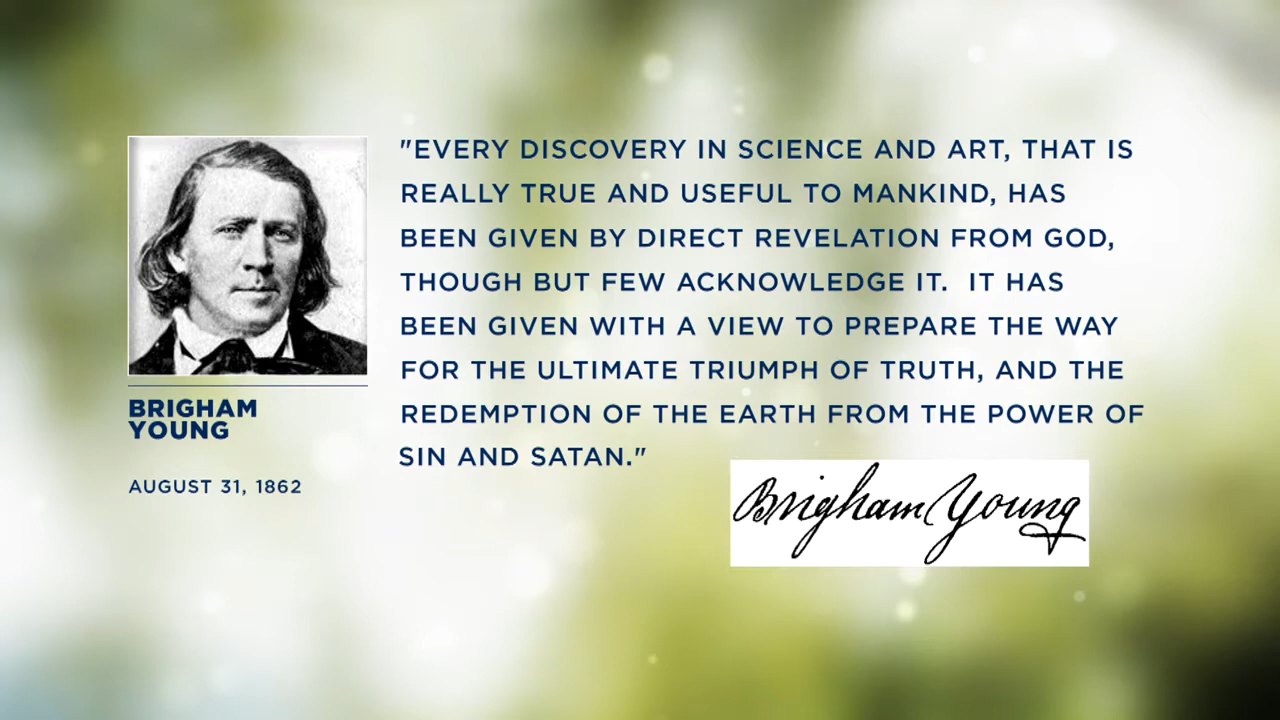 "EVERY DISCOVERY IN SCIENCE AND ART, THAT IS
REALLY TRUE AND USEFUL TO MANKIND, HAS
BEEN GIVEN BY DIRECT REVELATION FROM GOD,
THOUGH BUT FEW ACKNOWLEDGE IT.  IT HAS
BEEN GIVEN WITH A VIEW TO PREPARE THE WAY
FOR THE ULTIMATE TRIUMPH OF TRUTH, AND THE
REDEMPTION OF THE EARTH FROM THE POWER OF
SIN AND SATAN."
Brigham Young
BRIGHAM
YOUNG
AUGUST 31, 1862